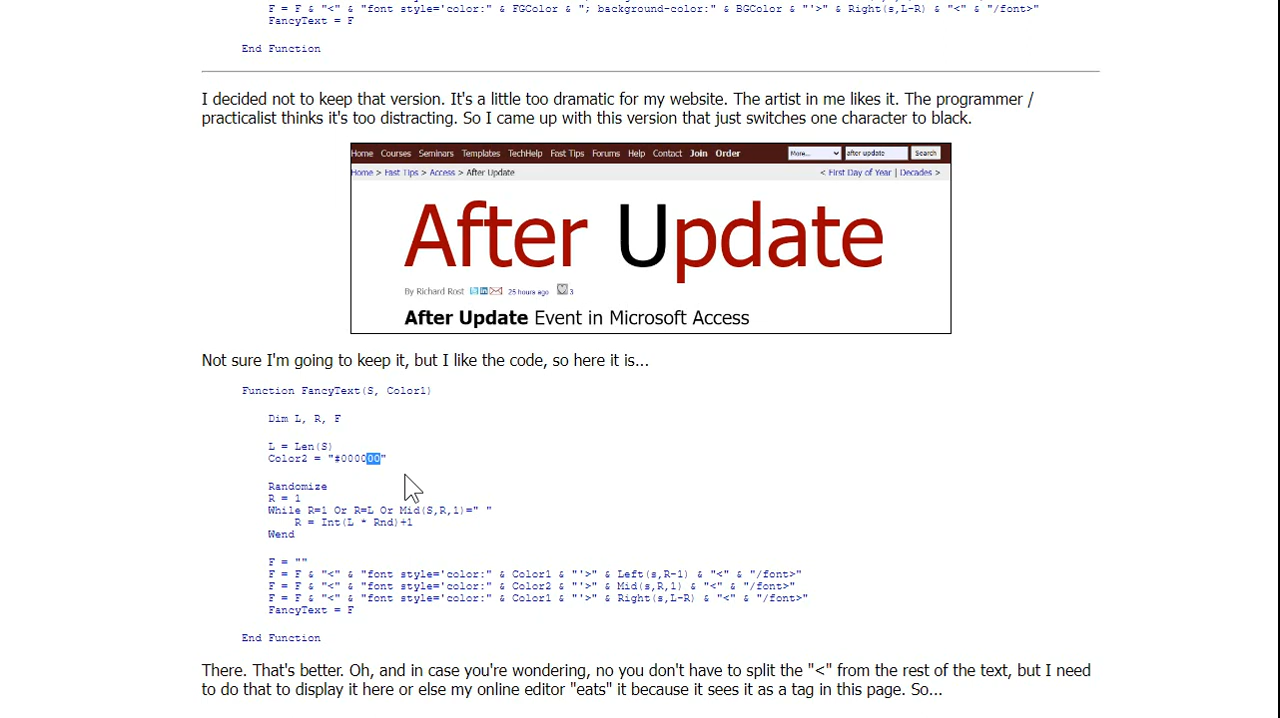 F = F & "<" & "font style='color:" & FGColor & "; background-color:" & BGColor & "'>" & Right(s,L-R) & "<" & "/font>"
FancyText = F
End Function
I decided not to keep that version. It's a little too dramatic for my website. The artist in me likes it. The programmer /
practicalist thinks it's too distracting. So I came up with this version that just switches one character to black.
Home Courses Seminars Templates TechHelp Fast Tips Forums Help Contact Join Order More... after update Search
Home > Fast Tips > Access > After Update < First Day of Year | Decades >
After Update
By Richard Rost 25 hours ago 3
After Update Event in Microsoft Access
Not sure I'm going to keep it, but I like the code, so here it is...
Function FancyText(S, Color1)
Dim L, R, F
L = Len(S)
Color2 = "#000000"
Randomize
R = 1
While R=1 Or R=L Or Mid(S,R,1)=" "
R = Int(L * Rnd)+1
Wend
F = ""
F = F & "<" & "font style='color:" & Color1 & "'>" & Left(s,R-1) & "<" & "/font>"
F = F & "<" & "font style='color:" & Color2 & "'>" & Mid(s,R,1) & "<" & "/font>"
F = F & "<" & "font style='color:" & Color1 & "'>" & Right(s,L-R) & "<" & "/font>"
FancyText = F
End Function
There. That's better. Oh, and in case you're wondering, no you don't have to split the "<" from the rest of the text, but I need
to do that to display it here or else my online editor "eats" it because it sees it as a tag in this page. So...